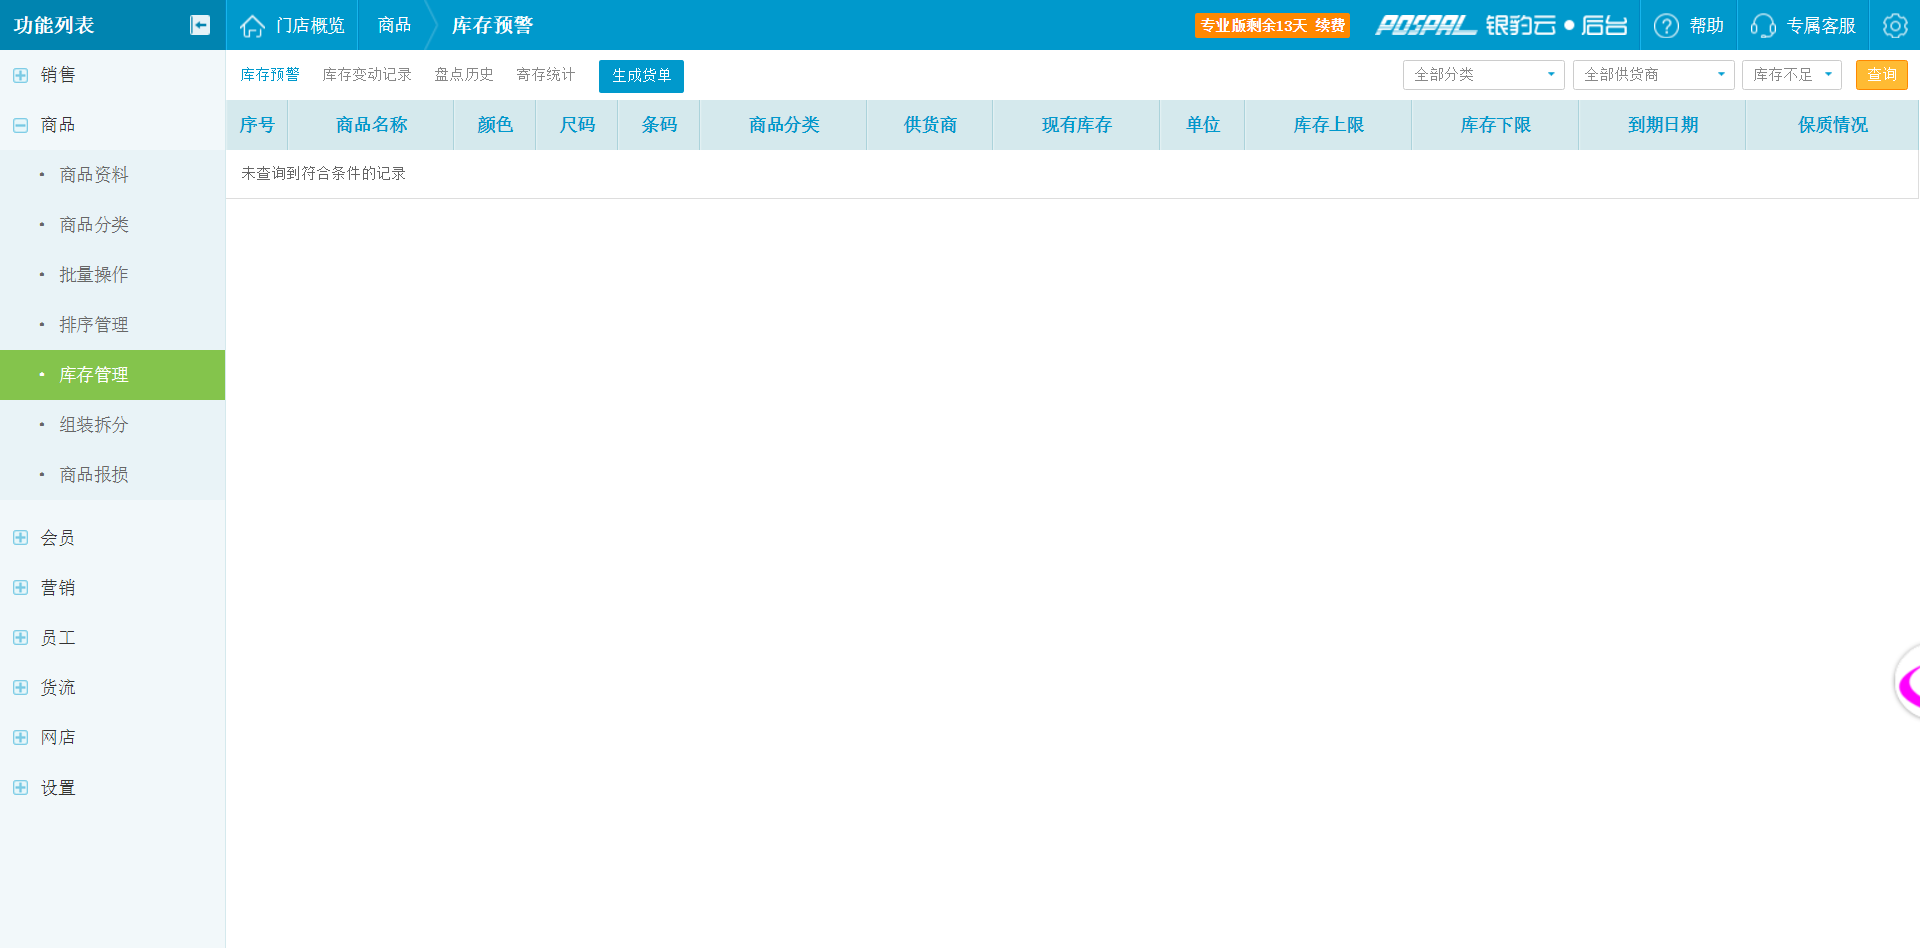 功能列表
门店概览 商品 库存预警
专业版剩余13天 续费
POSPAL 银豹云●后台
帮助 专属客服
销售
商品
商品资料
商品分类
批量操作
排序管理
库存管理
组装拆分
商品报损
会员
营销
员工
货流
网店
设置
库存预警 库存变动记录 盘点历史 寄存统计 生成货单
全部分类 全部供货商 库存不足 查询
序号 商品名称 颜色 尺码 条码 商品分类 供货商 现有库存 单位 库存上限 库存下限 到期日期 保质情况
未查询到符合条件的记录